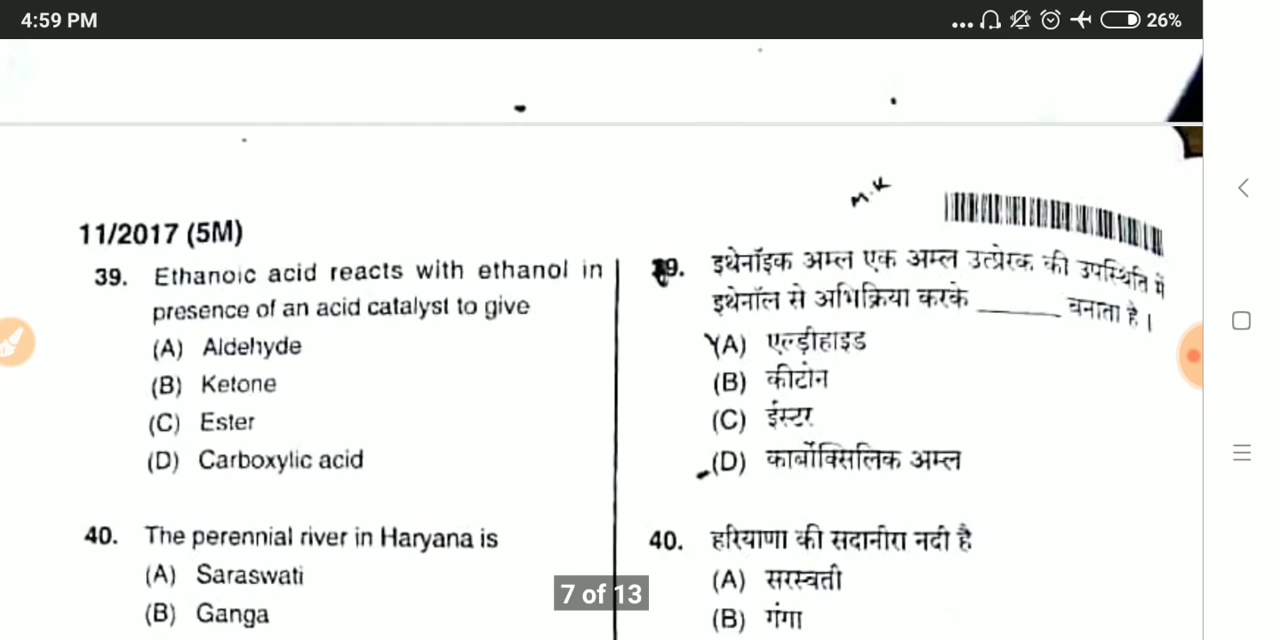 4:59 PM
26%
M.K
11/2017 (5M)
39. Ethanoic acid reacts with ethanol in
presence of an acid catalyst to give
(A) Aldehyde
(B) Ketone
(C) Ester
(D) Carboxylic acid
40. The perennial river in Haryana is
(A) Saraswati
(B) Ganga
39. इथेनॉइक अम्ल एक अम्ल उत्प्रेरक की उपस्थिति में
इथेनॉल से अभिक्रिया करके ______ बनाता है।
(A) एल्ड़ीहाइड
(B) कीटोन
(C) ईस्टर
(D) कार्बोक्सिलिक अम्ल
40. हरियाणा की सदानीरा नदी है
(A) सरस्वती
(B) गंगा
7 of 13